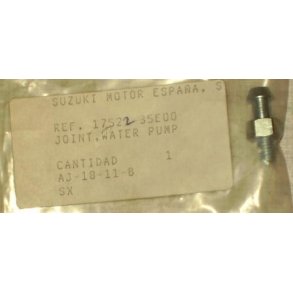 SUZUKI MOTOR ESPAÑA, S
REF. 17522-35E00
JOINT, WATER PUMP
CANTIDAD 1
AJ-18-11-8
SX